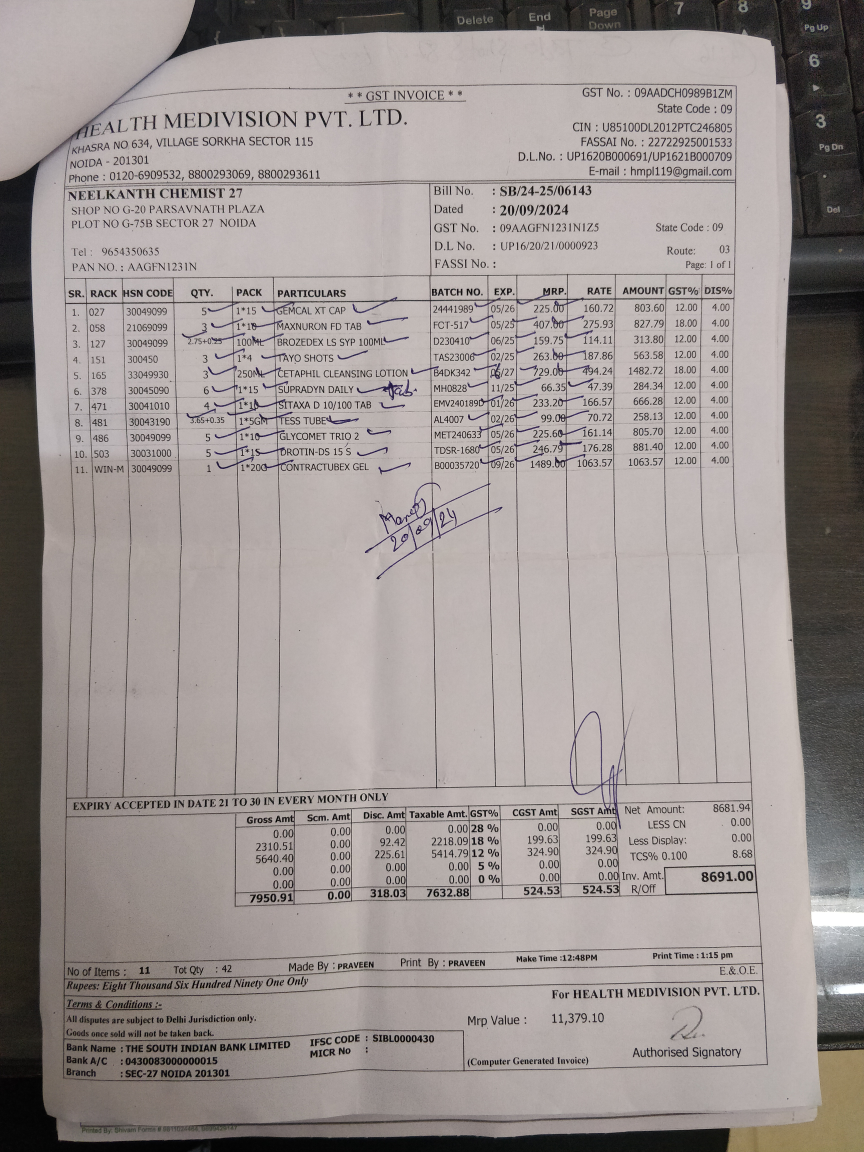 Delete
End
Page
Down
7
8
9
Pg Up
6
3
Pg Dn
Del
* * GST INVOICE * *
GST No. : 09AADCH0989B1ZM
State Code : 09
HEALTH MEDIVISION PVT. LTD.
CIN : U85100DL2012PTC246805
KHASRA NO 634, VILLAGE SORKHA SECTOR 115
FASSAI No. : 22722925001533
NOIDA - 201301
D.L.No. : UP1620B000691/UP1621B000709
Phone : 0120-6909532, 8800293069, 8800293611
E-mail : hmpl119@gmail.com
NEELKANTH CHEMIST 27
Bill No. : SB/24-25/06143
SHOP NO G-20 PARSAVNATH PLAZA
Dated : 20/09/2024
PLOT NO G-75B SECTOR 27 NOIDA
GST No. : 09AAGFN1231N1Z5 State Code : 09
Tel : 9654350635
D.L No. : UP16/20/21/0000923 Route: 03
PAN NO. : AAGFN1231N
FASSI No. : Page: 1 of 1
SR. RACK HSN CODE QTY. PACK PARTICULARS BATCH NO. EXP. MRP. RATE AMOUNT GST% DIS%
1. 027 30049099 5 1*15 GEMCAL XT CAP 24441989 05/26 225.00 160.72 803.60 12.00 4.00
2. 058 21069099 3 1*10 MAXNURON FD TAB FCT-517 05/25 407.00 275.93 827.79 18.00 4.00
3. 127 30049099 2.75+0.25 100ML BROZEDEX LS SYP 100ML D230410 06/25 159.75 114.11 313.80 12.00 4.00
4. 151 300450 3 1*4 TAYO SHOTS TAS23006 02/25 263.00 187.86 563.58 12.00 4.00
5. 165 33049930 3 250ML CETAPHIL CLEANSING LOTION B4DK342 /27 729.00 494.24 1482.72 18.00 4.00
6. 378 30045090 6 1*15 SUPRADYN DAILY Tab. MH0828 11/25 66.35 47.39 284.34 12.00 4.00
7. 471 30041010 4 1*10 SITAXA D 10/100 TAB EMV2401890 01/26 233.20 166.57 666.28 12.00 4.00
8. 481 30043190 3.65+0.35 1*5GM TESS TUBE AL4007 02/26 99.00 70.72 258.13 12.00 4.00
9. 486 30049099 5 1*10 GLYCOMET TRIO 2 MET240633 05/26 225.60 161.14 805.70 12.00 4.00
10. 503 30031000 5 1*15 DROTIN-DS 15 S TDSR-1680 05/26 246.79 176.28 881.40 12.00 4.00
11. WIN-M 30049099 1 1*20G CONTRACTUBEX GEL B00035720 09/26 1489.00 1063.57 1063.57 12.00 4.00
20/09/24
EXPIRY ACCEPTED IN DATE 21 TO 30 IN EVERY MONTH ONLY
Gross Amt Scm. Amt Disc. Amt Taxable Amt. GST% CGST Amt SGST Amt Net Amount: 8681.94
0.00 0.00 0.00 0.00 28 % 0.00 0.00 LESS CN 0.00
2310.51 0.00 92.42 2218.09 18 % 199.63 199.63 Less Display: 0.00
5640.40 0.00 225.61 5414.79 12 % 324.90 324.90 TCS% 0.100 8.68
0.00 0.00 0.00 0.00 5 % 0.00 0.00
0.00 0.00 0.00 0.00 0 % 0.00 0.00 Inv. Amt. 8691.00
7950.91 0.00 318.03 7632.88 524.53 524.53 R/Off
No of Items : 11 Tot Qty : 42 Made By : PRAVEEN Print By : PRAVEEN Make Time :12:48PM Print Time : 1:15 pm
Rupees: Eight Thousand Six Hundred Ninety One Only
E.&O.E.
Terms & Conditions :-
For HEALTH MEDIVISION PVT. LTD.
All disputes are subject to Delhi Jurisdiction only.
Mrp Value : 11,379.10
Goods once sold will not be taken back.
Bank Name : THE SOUTH INDIAN BANK LIMITED IFSC CODE : SIBL0000430
Bank A/C : 0430083000000015 MICR No :
Branch : SEC-27 NOIDA 201301
(Computer Generated Invoice)
Authorised Signatory